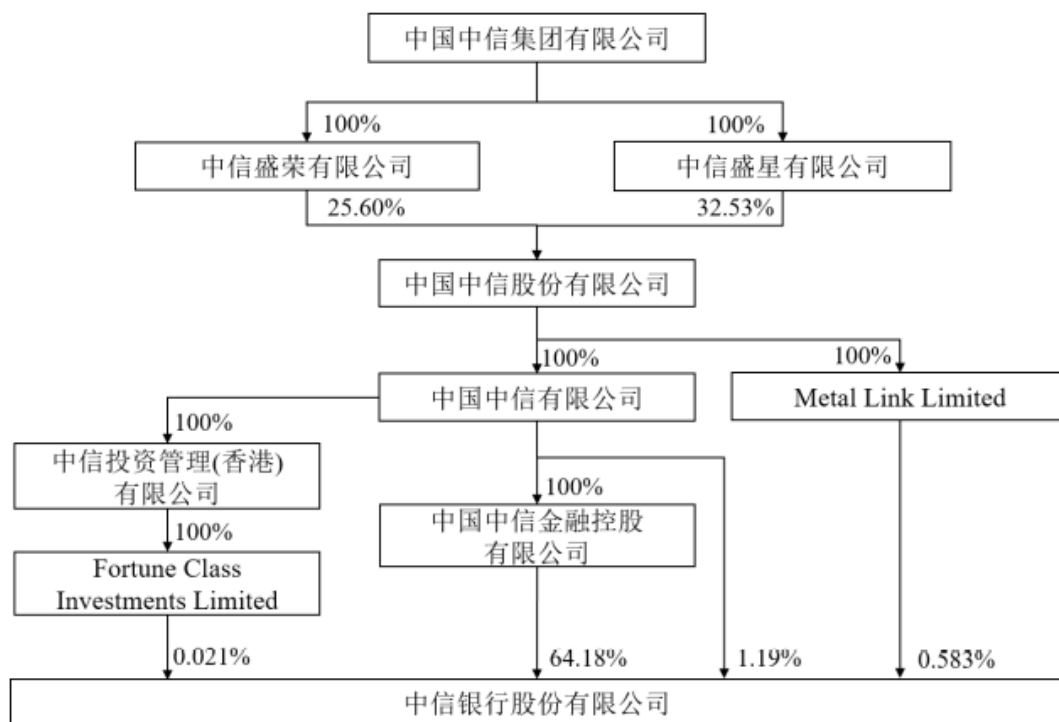 中国中信集团有限公司
100%
100%
中信盛荣有限公司
中信盛星有限公司
25.60%
32.53%
中国中信股份有限公司
100%
100%
中国中信有限公司
Metal Link Limited
100%
中信投资管理(香港)
有限公司
100%
中国中信金融控股
有限公司
100%
Fortune Class
Investments Limited
0.021%
64.18%
1.19%
0.583%
中信银行股份有限公司